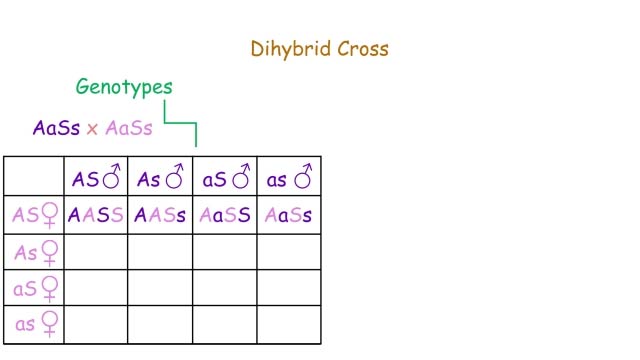 Dihybrid Cross
Genotypes
AaSs x AaSs
AS♂ As♂ aS♂ as♂
AS♀ AASS AASs AaSS AaSs
As♀
aS♀
as♀